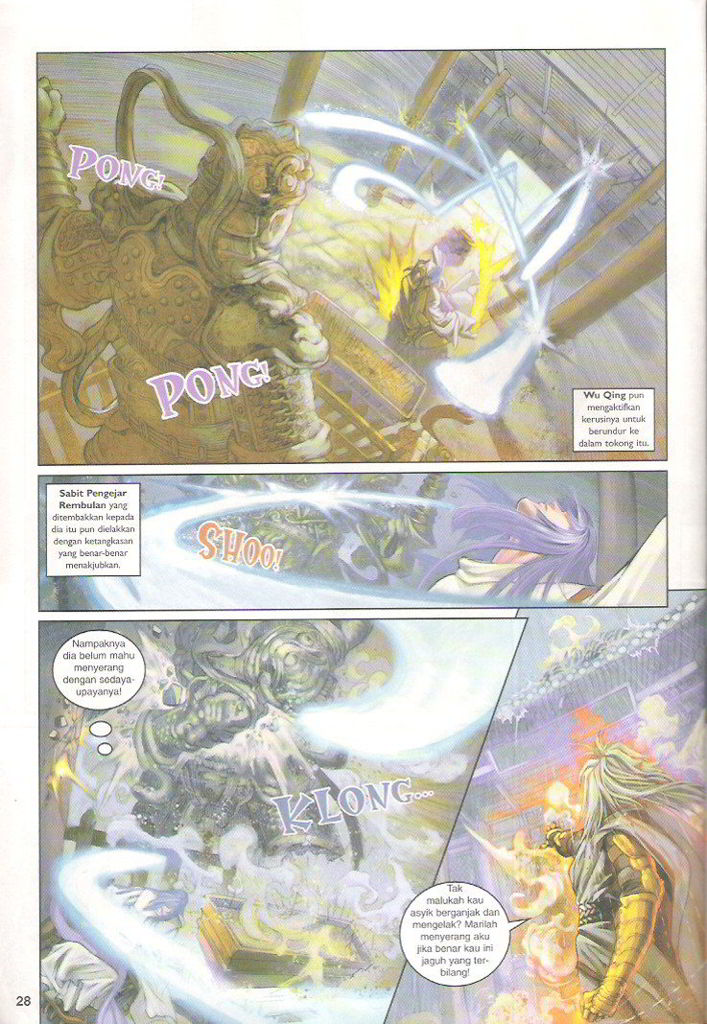 PONG!
PONG!
Wu Qing pun
mengaktifkan
kerusinya untuk
berundur ke
dalam tokong itu.
Sabit Pengejar
Rembulan yang
ditembakkan kepada
dia itu pun dielakkan
dengan ketangkasan
yang benar-benar
menakjubkan.
SHOO!
Nampaknya
dia belum mahu
menyerang
dengan sedaya-
upayanya!
KLONG...
Tak
malukah kau
asyik berganjak dan
mengelak? Marilah
menyerang aku
jika benar kau ini
jaguh yang ter-
bilang!
28